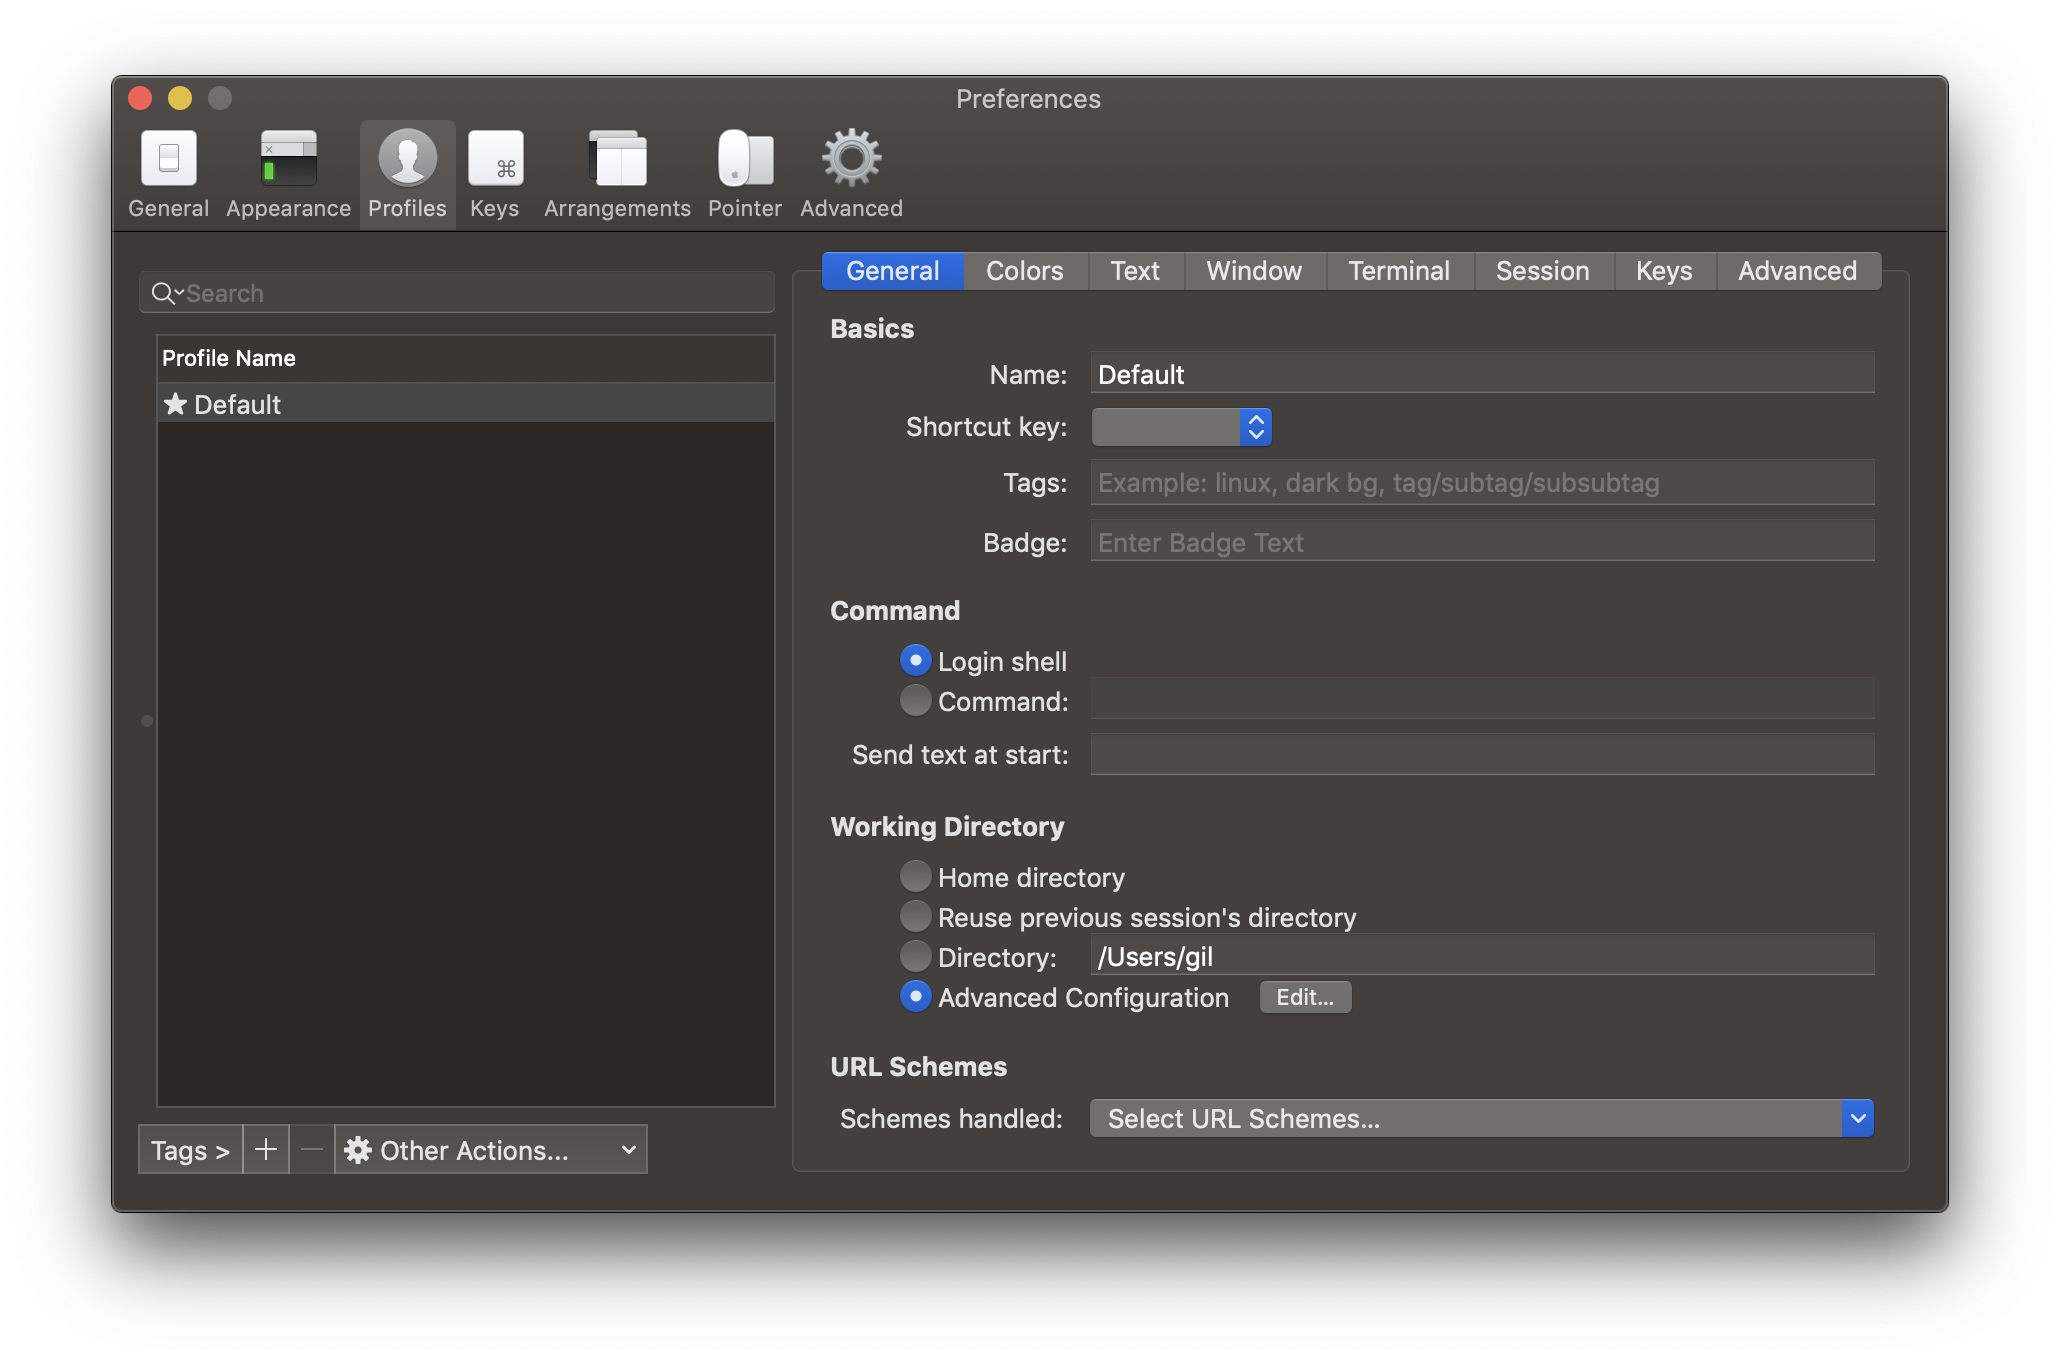 Preferences
General Appearance Profiles Keys Arrangements Pointer Advanced
Search
Profile Name
Default
Tags > Other Actions...
General Colors Text Window Terminal Session Keys Advanced
Basics
Name: Default
Shortcut key:
Tags: Example: linux, dark bg, tag/subtag/subsubtag
Badge: Enter Badge Text
Command
Login shell
Command:
Send text at start:
Working Directory
Home directory
Reuse previous session's directory
Directory: /Users/gil
Advanced Configuration Edit...
URL Schemes
Schemes handled: Select URL Schemes...